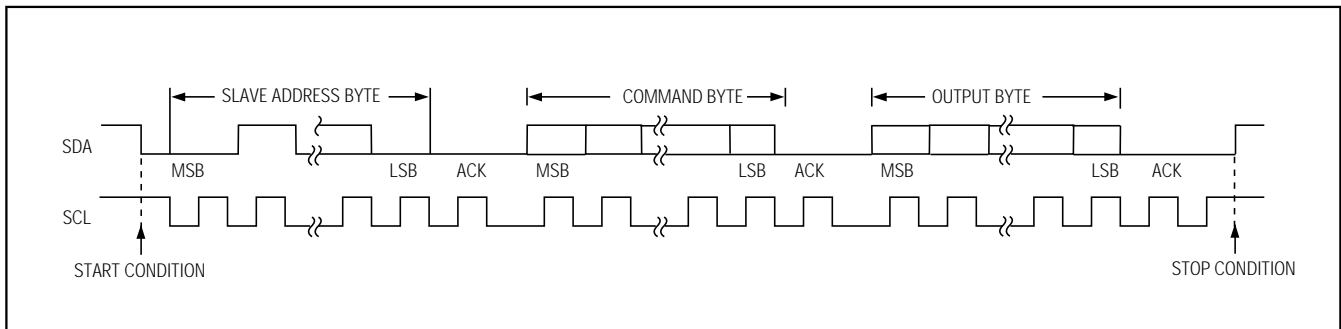 SLAVE ADDRESS BYTE COMMAND BYTE OUTPUT BYTE
SDA
MSB LSB ACK MSB LSB ACK MSB LSB ACK
SCL
START CONDITION STOP CONDITION